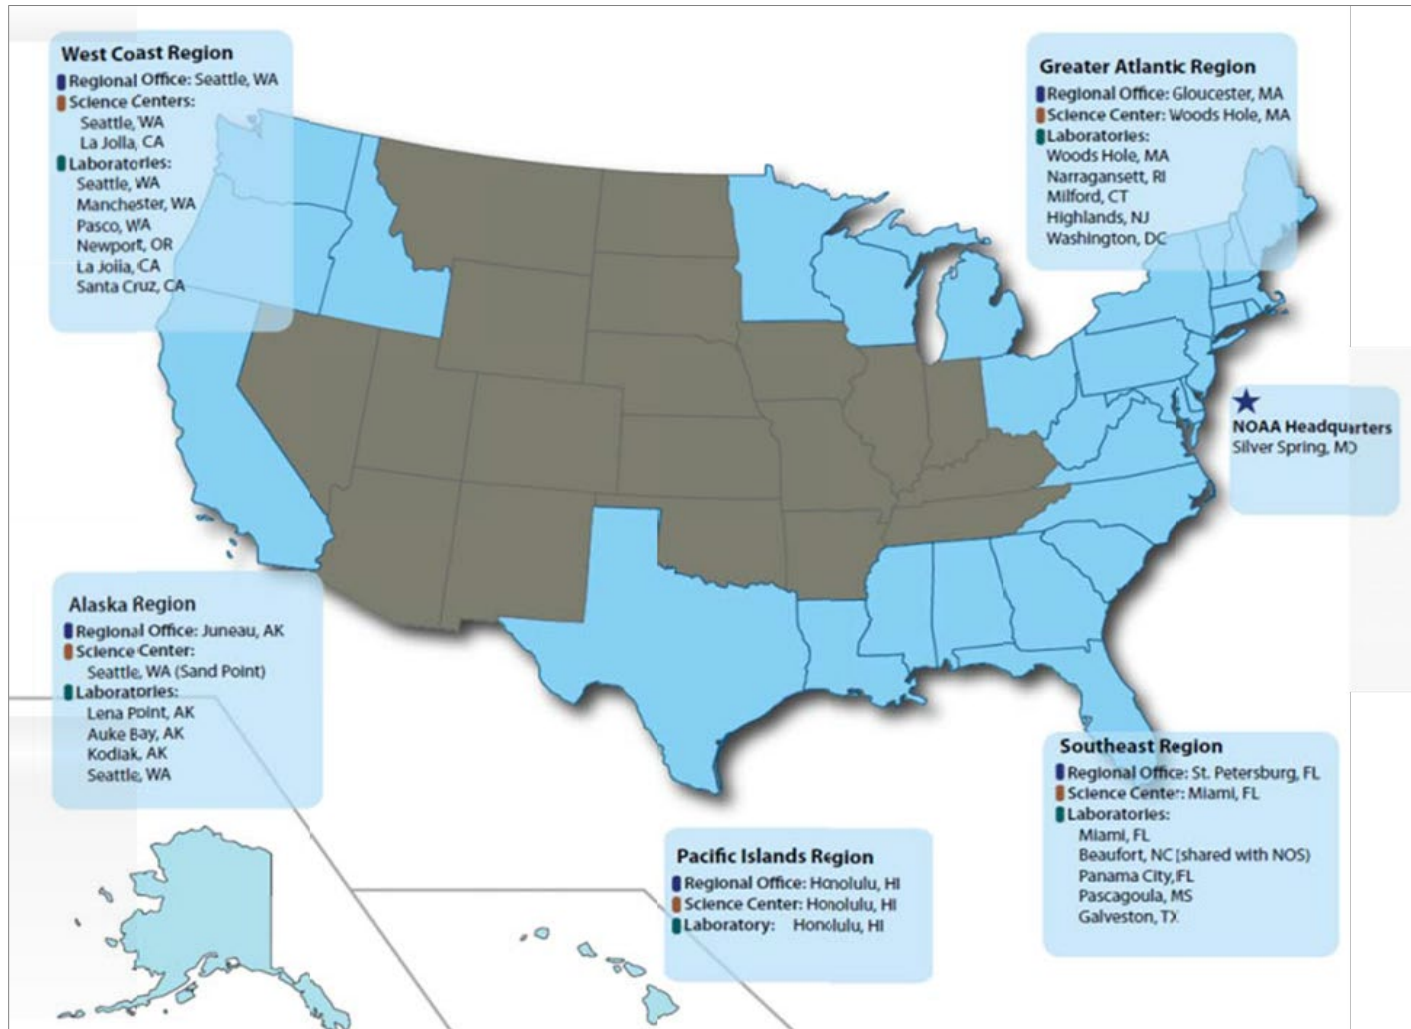 West Coast Region
Regional Office: Seattle, WA
Science Centers:
Seattle, WA
La Jolla, CA
Laboratories:
Seattle, WA
Manchester, WA
Pasco, WA
Newport, OR
La Jolla, CA
Santa Cruz, CA
Greater Atlantic Region
Regional Office: Gloucester, MA
Science Center: Woods Hole, MA
Laboratories:
Woods Hole, MA
Narragansett, RI
Milford, CT
Highlands, NJ
Washington, DC
NOAA Headquarters
Silver Spring, MD
Alaska Region
Regional Office: Juneau, AK
Science Center:
Seattle, WA (Sand Point)
Laboratories:
Lena Point, AK
Auke Bay, AK
Kodiak, AK
Seattle, WA
Pacific Islands Region
Regional Office: Honolulu, HI
Science Center: Honolulu, HI
Laboratory: Honolulu, HI
Southeast Region
Regional Office: St. Petersburg, FL
Science Center: Miami, FL
Laboratories:
Miami, FL
Beaufort, NC (shared with NOS)
Panama City, FL
Pascagoula, MS
Galveston, TX